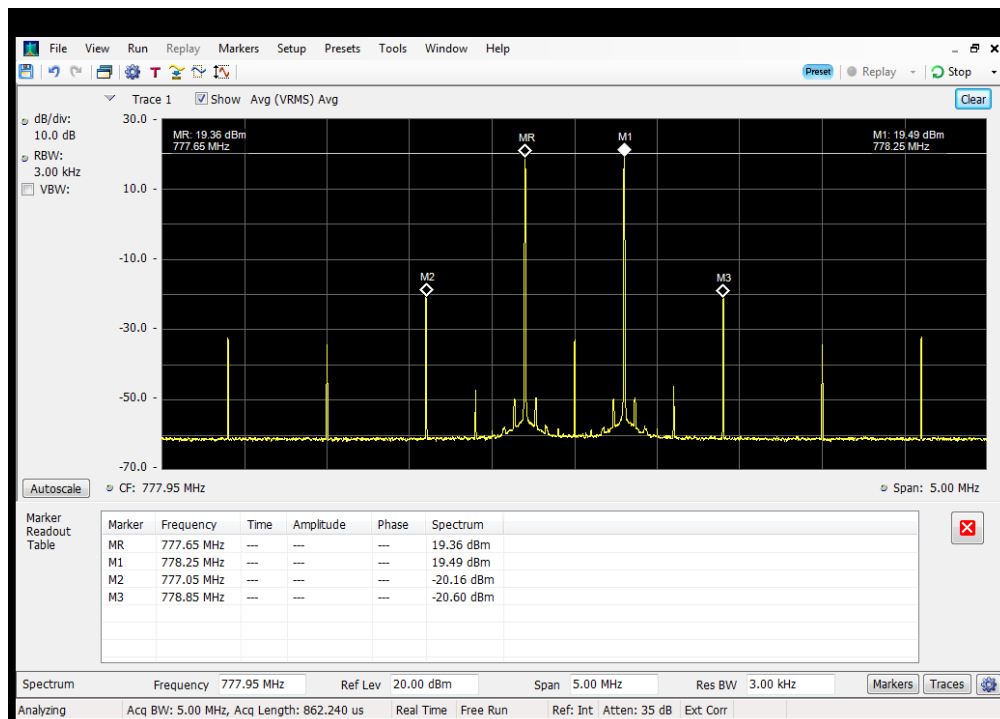 File View Run Replay Markers Setup Presets Tools Window Help
Preset Replay Stop
Trace 1 Show Avg (VRMS) Avg Clear
dB/div:
10.0 dB
RBW:
3.00 kHz
VBW:
30.0 -
10.0 -
-10.0 -
-30.0 -
-50.0 -
-70.0 -
MR: 19.36 dBm
777.65 MHz
MR
M1
M1: 19.49 dBm
778.25 MHz
M2
M3
Autoscale CF: 777.95 MHz Span: 5.00 MHz
Marker
Readout
Table
Marker Frequency Time Amplitude Phase Spectrum
MR 777.65 MHz --- --- --- 19.36 dBm
M1 778.25 MHz --- --- --- 19.49 dBm
M2 777.05 MHz --- --- --- -20.16 dBm
M3 778.85 MHz --- --- --- -20.60 dBm
Spectrum Frequency 777.95 MHz Ref Lev 20.00 dBm Span 5.00 MHz Res BW 3.00 kHz Markers Traces
Analyzing Acq BW: 5.00 MHz, Acq Length: 862.240 us Real Time Free Run Ref: Int Atten: 35 dB Ext Corr